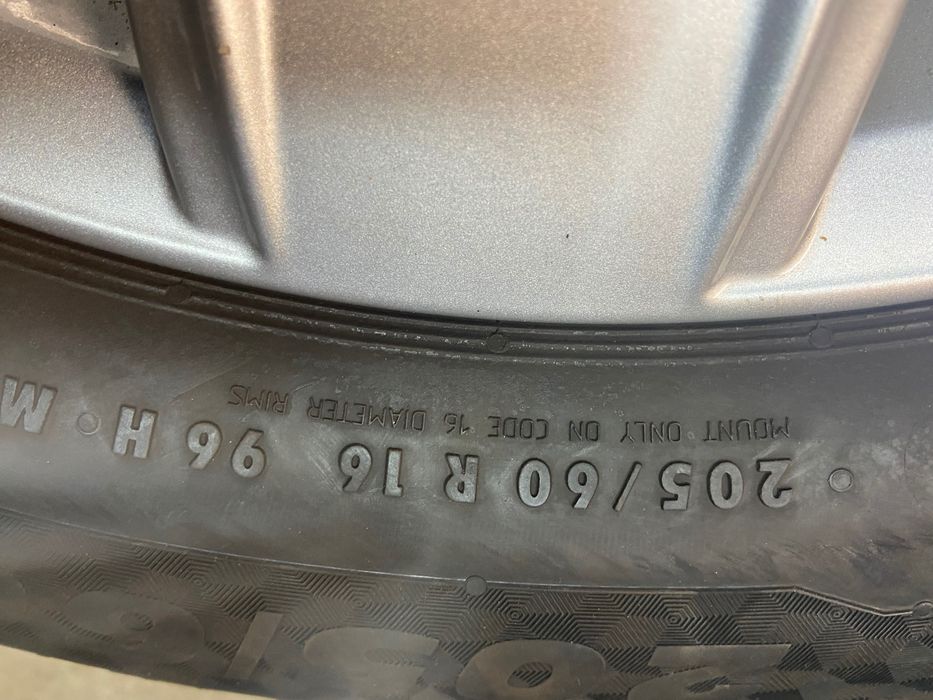 · 205/60 R 16 96 H · M
MOUNT ONLY ON CODE 16 DIAMETER RIMS